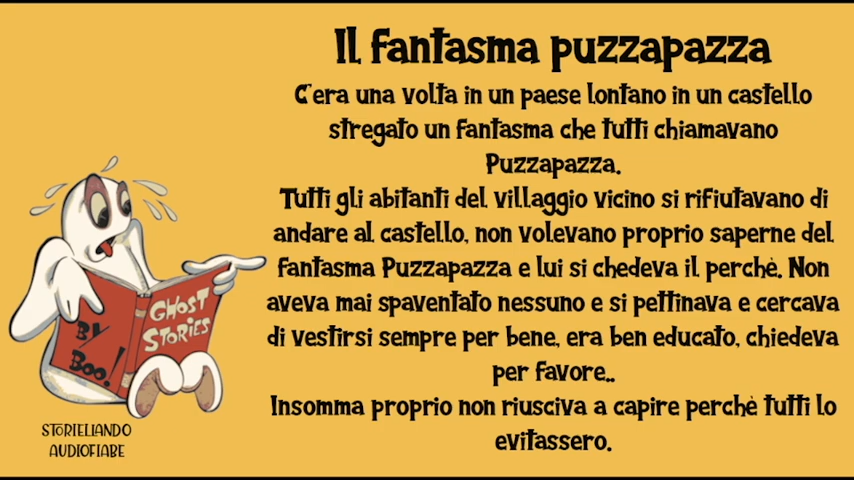 Il fantasma puzzapazza
C'era una volta in un paese lontano in un castello
stregato un fantasma che tutti chiamavano
Puzzapazza.
Tutti gli abitanti del villaggio vicino si rifiutavano di
andare al castello, non volevano proprio saperne del
fantasma Puzzapazza e lui si chedeva il perchè. Non
aveva mai spaventato nessuno e si pettinava e cercava
di vestirsi sempre per bene, era ben educato, chiedeva
per favore..
Insomma proprio non riusciva a capire perchè tutti lo
evitassero.
GHOST
STORIES
BY
BOO!
STORIELIANDO
AUDIOFIABE